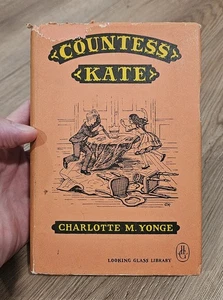 COUNTESS
KATE
CHARLOTTE M. YONGE
LOOKING GLASS LIBRARY